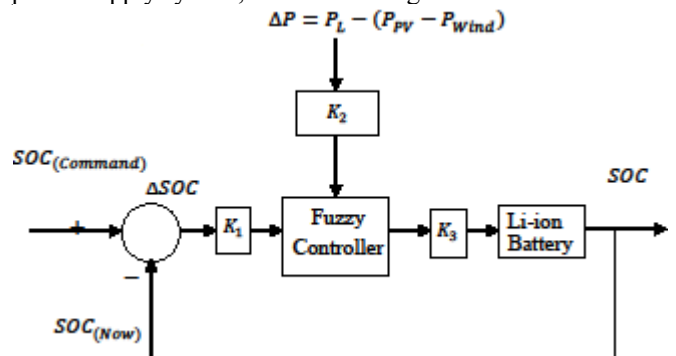 ΔP = P_L − (P_PV − P_Wind)
K_2
SOC_(Command)
ΔSOC
SOC
+
K_1
Fuzzy
Controller
K_3
Li-ion
Battery
−
SOC_(Now)